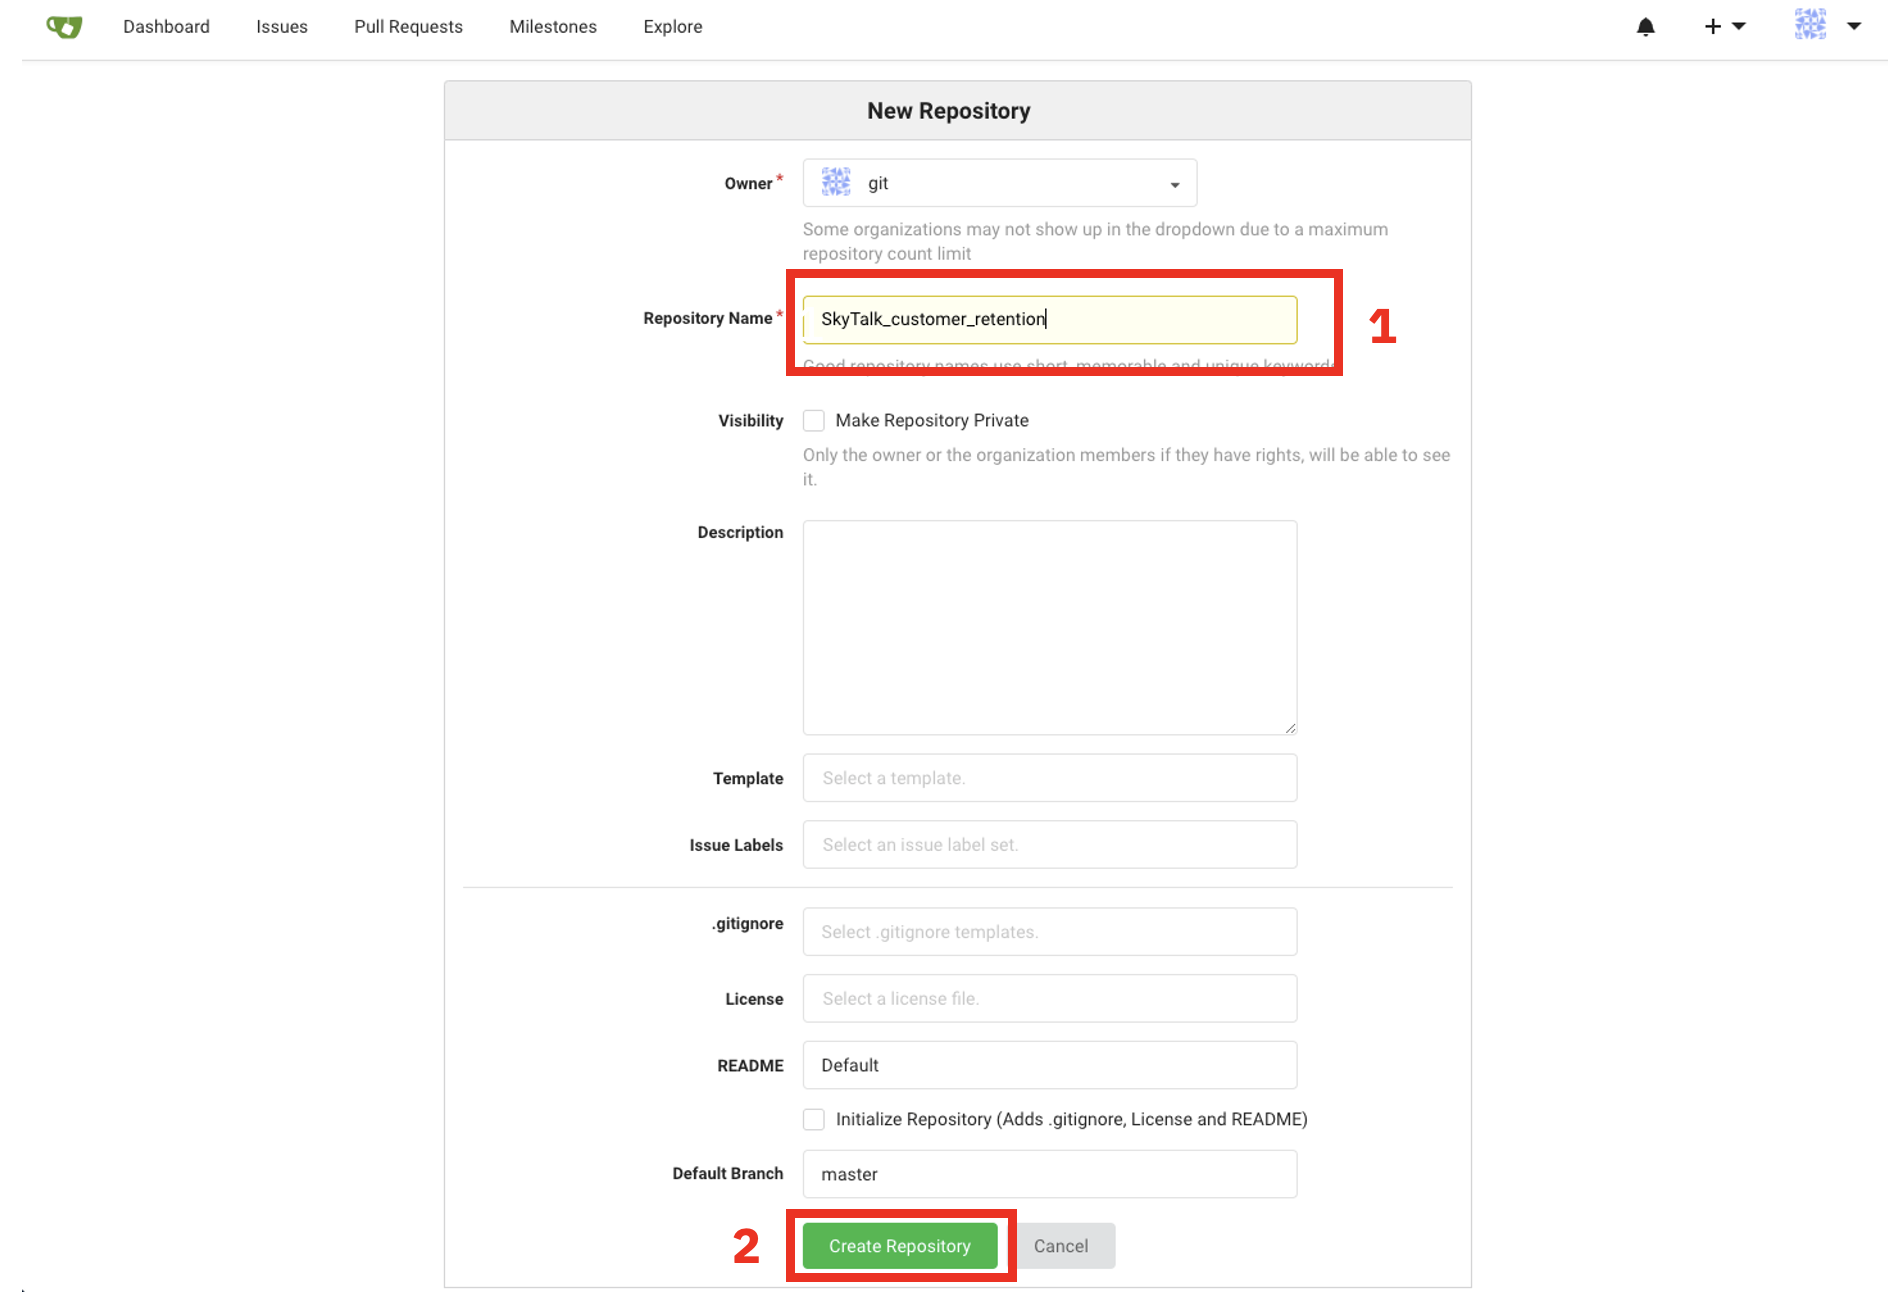 Dashboard Issues Pull Requests Milestones Explore
New Repository
Owner * git
Some organizations may not show up in the dropdown due to a maximum
repository count limit
Repository Name * SkyTalk_customer_retention
1
Good repository names use short, memorable and unique keywords
Visibility Make Repository Private
Only the owner or the organization members if they have rights, will be able to see
it.
Description
Template Select a template.
Issue Labels Select an issue label set.
.gitignore Select .gitignore templates.
License Select a license file.
README Default
Initialize Repository (Adds .gitignore, License and README)
Default Branch master
2 Create Repository Cancel